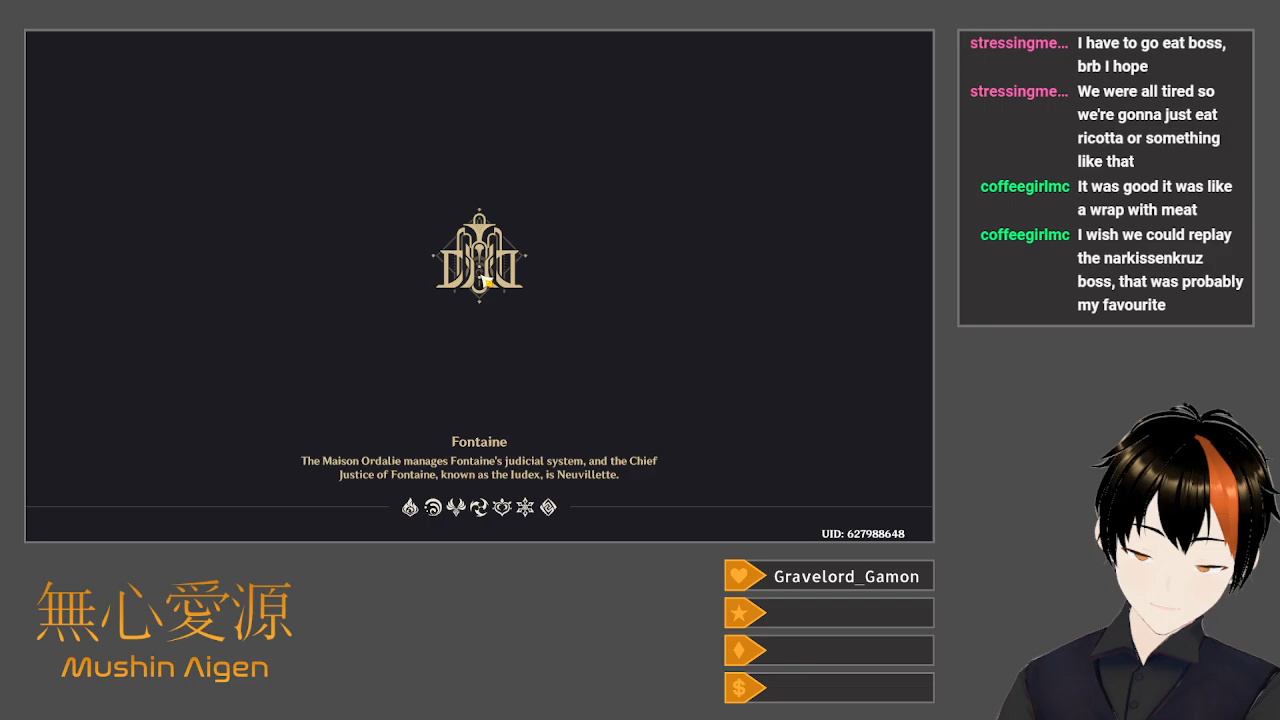 stressingme... I have to go eat boss,
brb I hope
stressingme... We were all tired so
we're gonna just eat
ricotta or something
like that
coffeegirlmc It was good it was like
a wrap with meat
coffeegirlmc I wish we could replay
the narkissenkruz
boss, that was probably
my favourite
Fontaine
The Maison Ordalie manages Fontaine's judicial system, and the Chief
Justice of Fontaine, known as the Iudex, is Neuvillette.
UID: 627988648
Gravelord_Gamon
無心愛源
Mushin Aigen